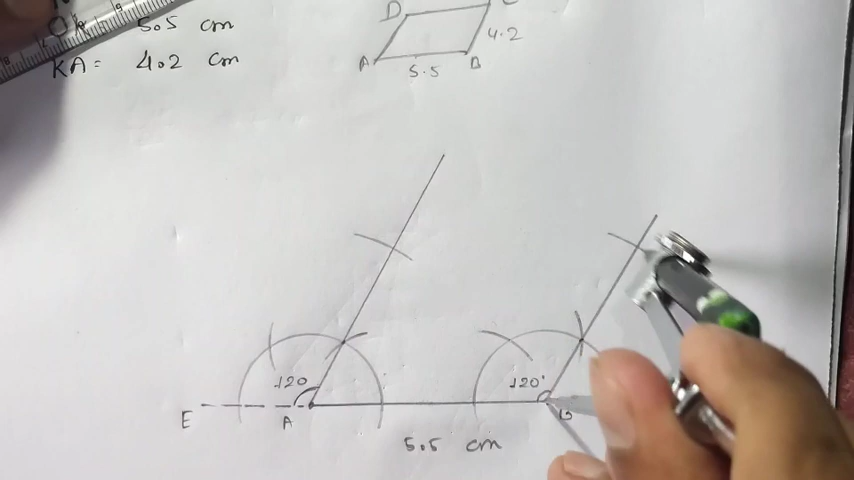 5.5 cm
KA = 4.2 cm
D C
4.2
A 5.5 B
120 120°
E A B
5.5 cm